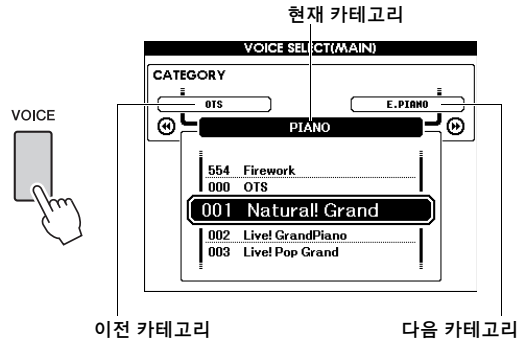 현재 카테고리
VOICE SELECT(MAIN)
CATEGORY
OTS
E.PIANO
PIANO
VOICE
554 Firework
000 OTS
001 Natural! Grand
002 Live! GrandPiano
003 Live! Pop Grand
이전 카테고리
다음 카테고리